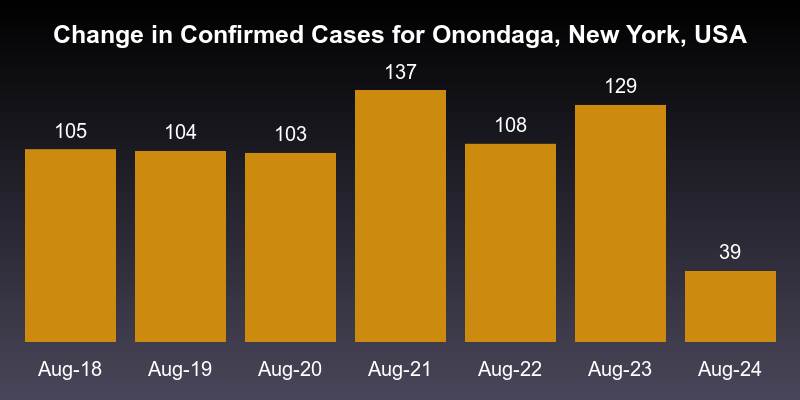 Change in Confirmed Cases for Onondaga, New York, USA
105 104 103 137 108 129 39
Aug-18 Aug-19 Aug-20 Aug-21 Aug-22 Aug-23 Aug-24